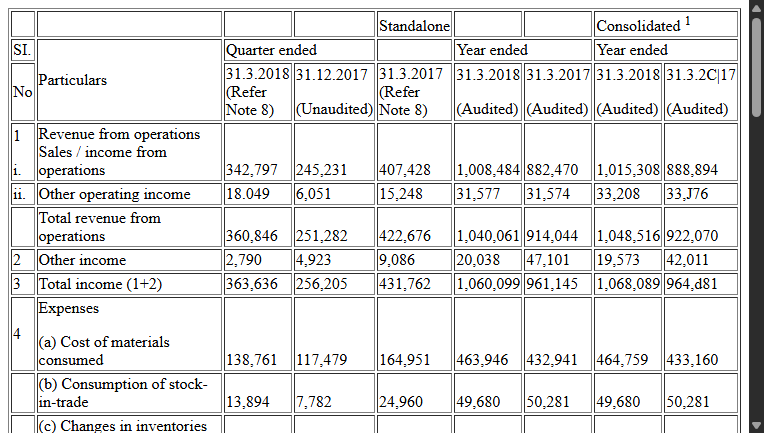 Standalone Consolidated 1
SI. Quarter ended Year ended Year ended
No Particulars 31.3.2018 (Refer Note 8) 31.12.2017 (Unaudited) 31.3.2017 (Refer Note 8) 31.3.2018 (Audited) 31.3.2017 (Audited) 31.3.2018 (Audited) 31.3.2C|17 (Audited)
1 Revenue from operations
i. Sales / income from operations 342,797 245,231 407,428 1,008,484 882,470 1,015,308 888,894
ii. Other operating income 18.049 6,051 15,248 31,577 31,574 33,208 33,J76
Total revenue from operations 360,846 251,282 422,676 1,040,061 914,044 1,048,516 922,070
2 Other income 2,790 4,923 9,086 20,038 47,101 19,573 42,011
3 Total income (1+2) 363,636 256,205 431,762 1,060,099 961,145 1,068,089 964,d81
4 Expenses
(a) Cost of materials consumed 138,761 117,479 164,951 463,946 432,941 464,759 433,160
(b) Consumption of stock-in-trade 13,894 7,782 24,960 49,680 50,281 49,680 50,281
(c) Changes in inventories